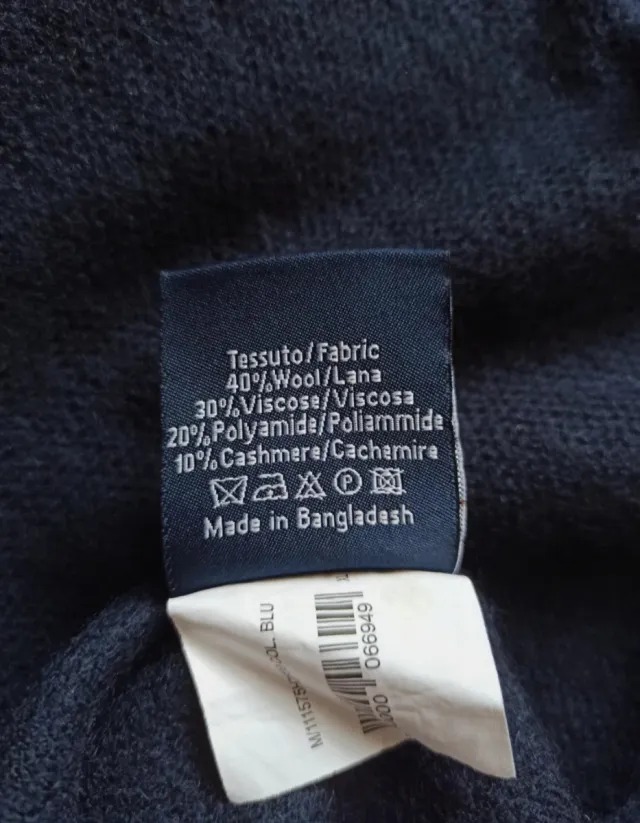 Tessuto/Fabric
40%Wool/Lana
30%Viscose/Viscosa
20%Polyamide/Poliammide
10%Cashmere/Cachemire
Made in Bangladesh
BLU
066949